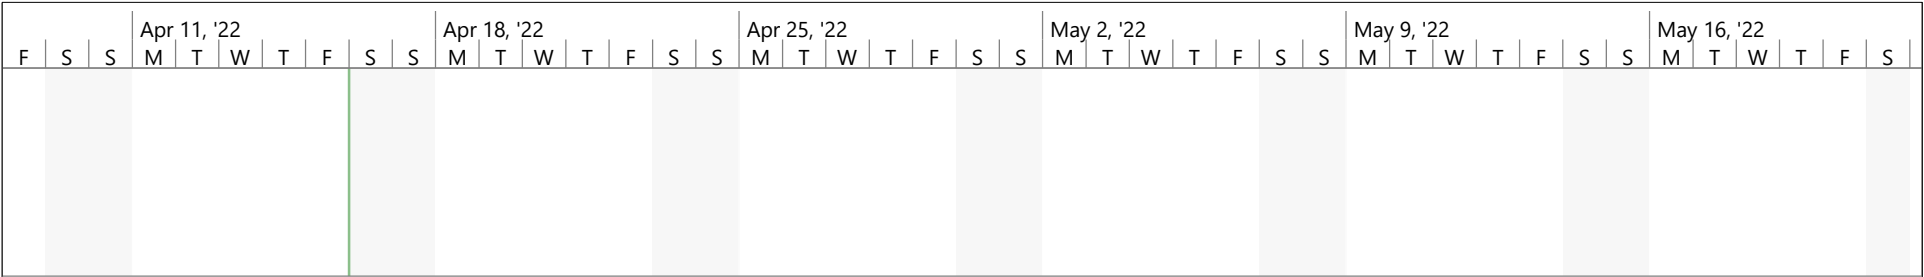 Apr 11, '22 Apr 18, '22 Apr 25, '22 May 2, '22 May 9, '22 May 16, '22
F S S M T W T F S S M T W T F S S M T W T F S S M T W T F S S M T W T F S S M T W T F S